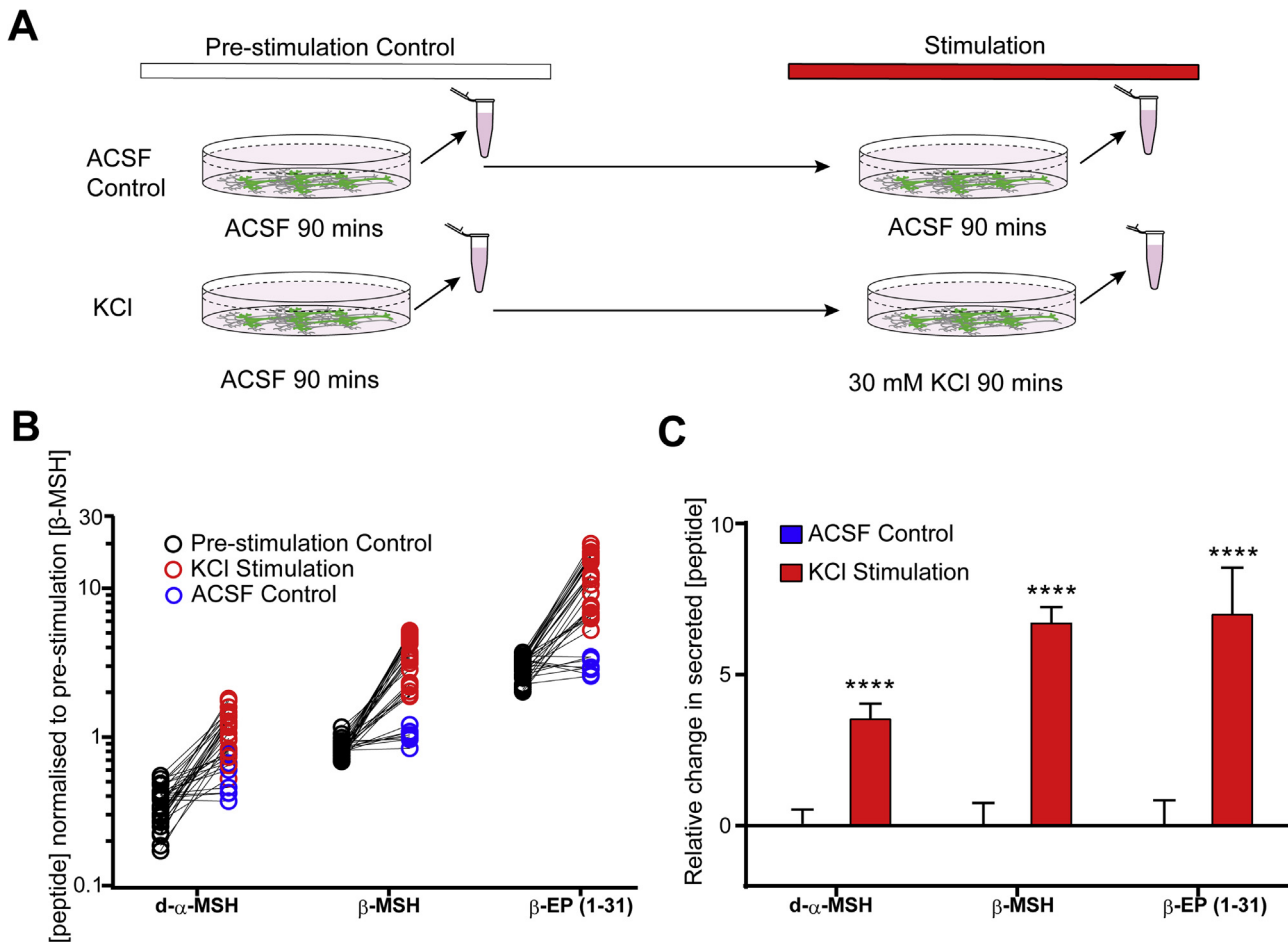 A
Pre-stimulation Control
Stimulation
ACSF
Control
ACSF 90 mins
ACSF 90 mins
KCl
ACSF 90 mins
30 mM KCl 90 mins
B
[peptide] normalised to pre-stimulation [β-MSH]
30
10
1
0.1
Pre-stimulation Control
KCl Stimulation
ACSF Control
d-α-MSH
β-MSH
β-EP (1-31)
C
Relative change in secreted [peptide]
10
5
0
ACSF Control
KCl Stimulation
****
****
****
d-α-MSH
β-MSH
β-EP (1-31)